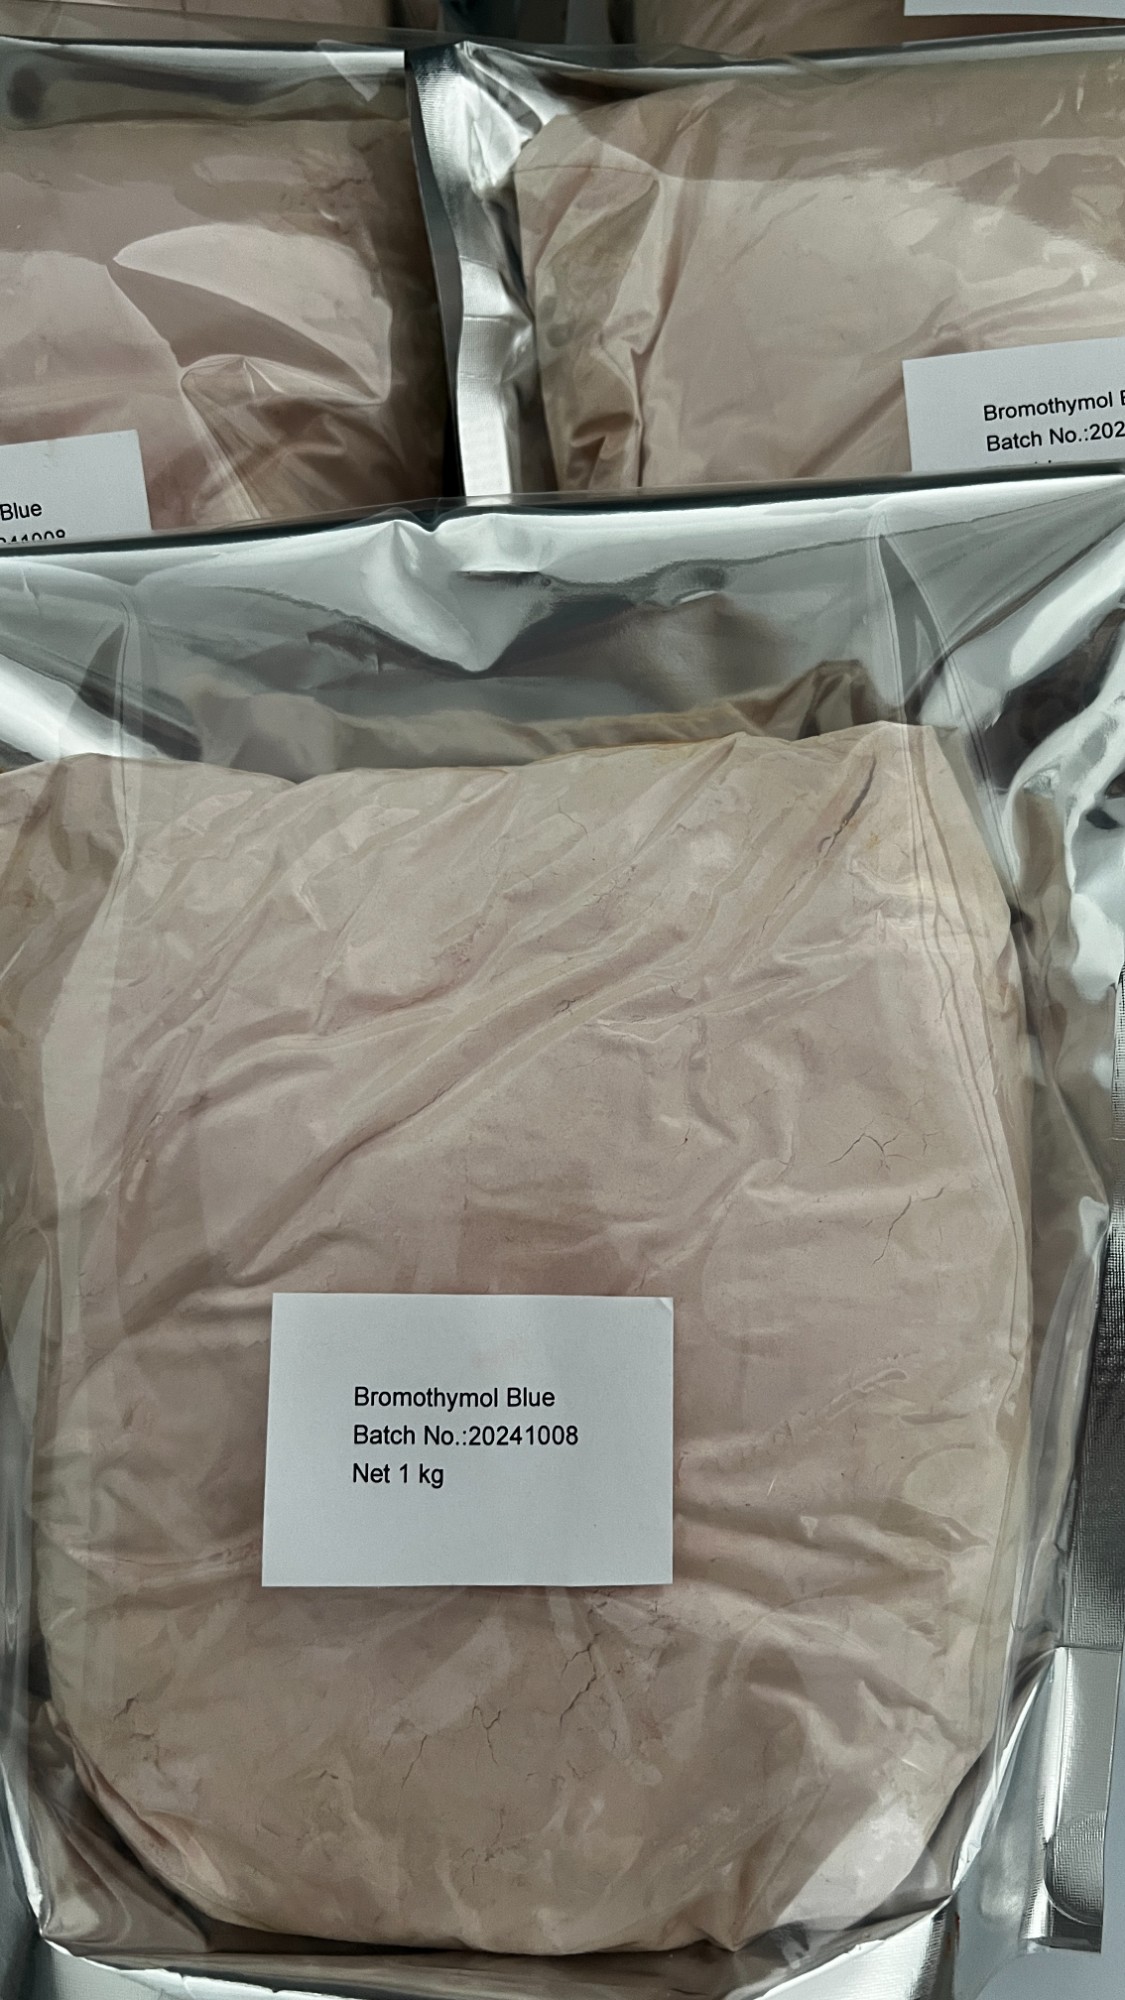 Bromothymol
Batch No.:202
Blue
Bromothymol Blue
Batch No.:20241008
Net 1 kg